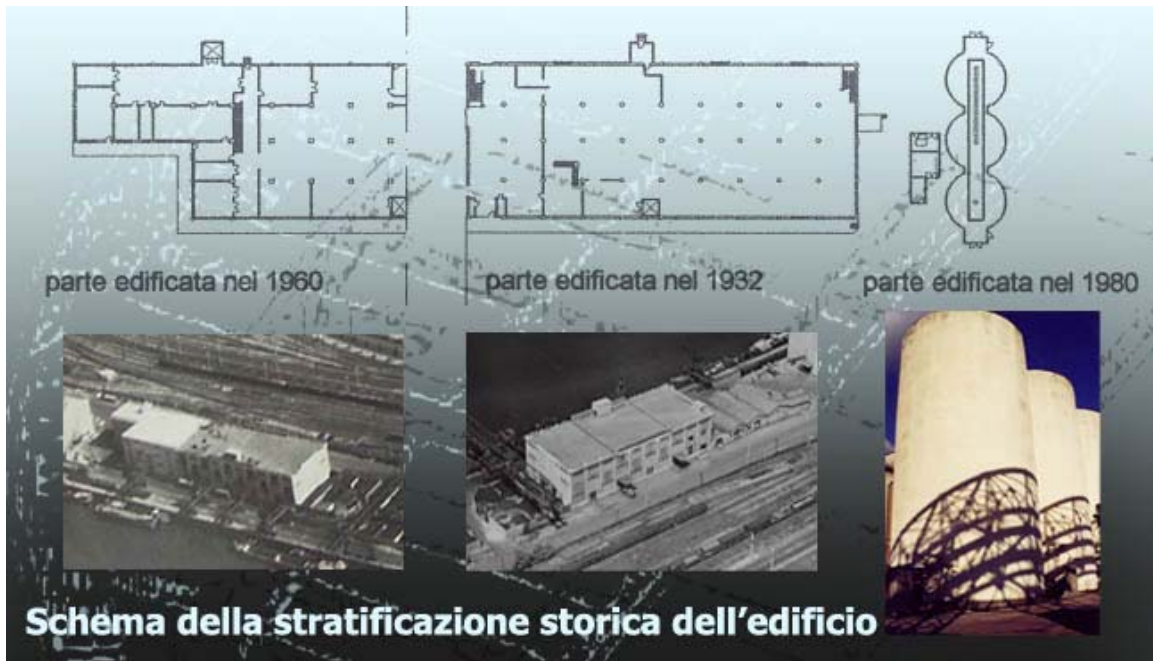 parte edificata nel 1960
parte edificata nel 1932
parte edificata nel 1980
Schema della stratificazione storica dell’edificio